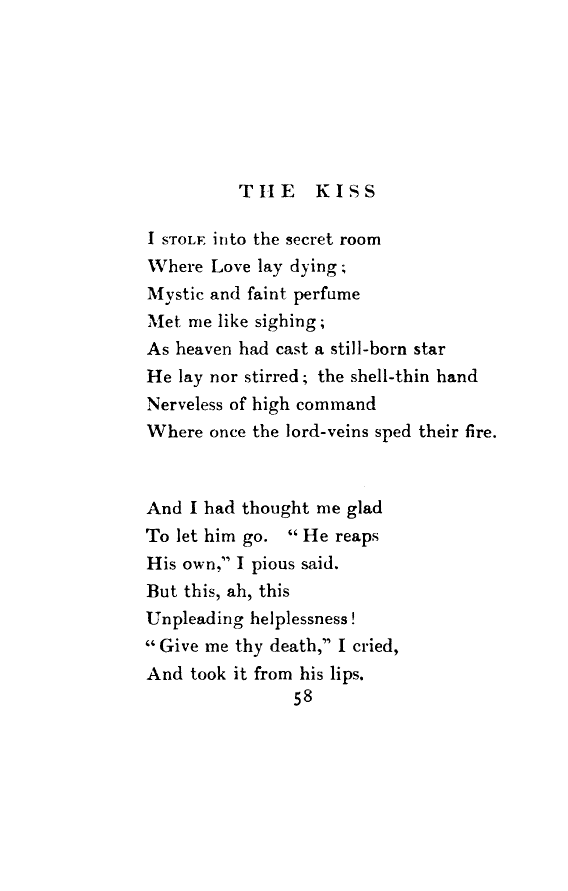 THE KISS
I STOLE into the secret room
Where Love lay dying;
Mystic and faint perfume
Met me like sighing;
As heaven had cast a still-born star
He lay nor stirred; the shell-thin hand
Nerveless of high command
Where once the lord-veins sped their fire.
And I had thought me glad
To let him go. "He reaps
His own," I pious said.
But this, ah, this
Unpleading helplessness!
"Give me thy death," I cried,
And took it from his lips.
58